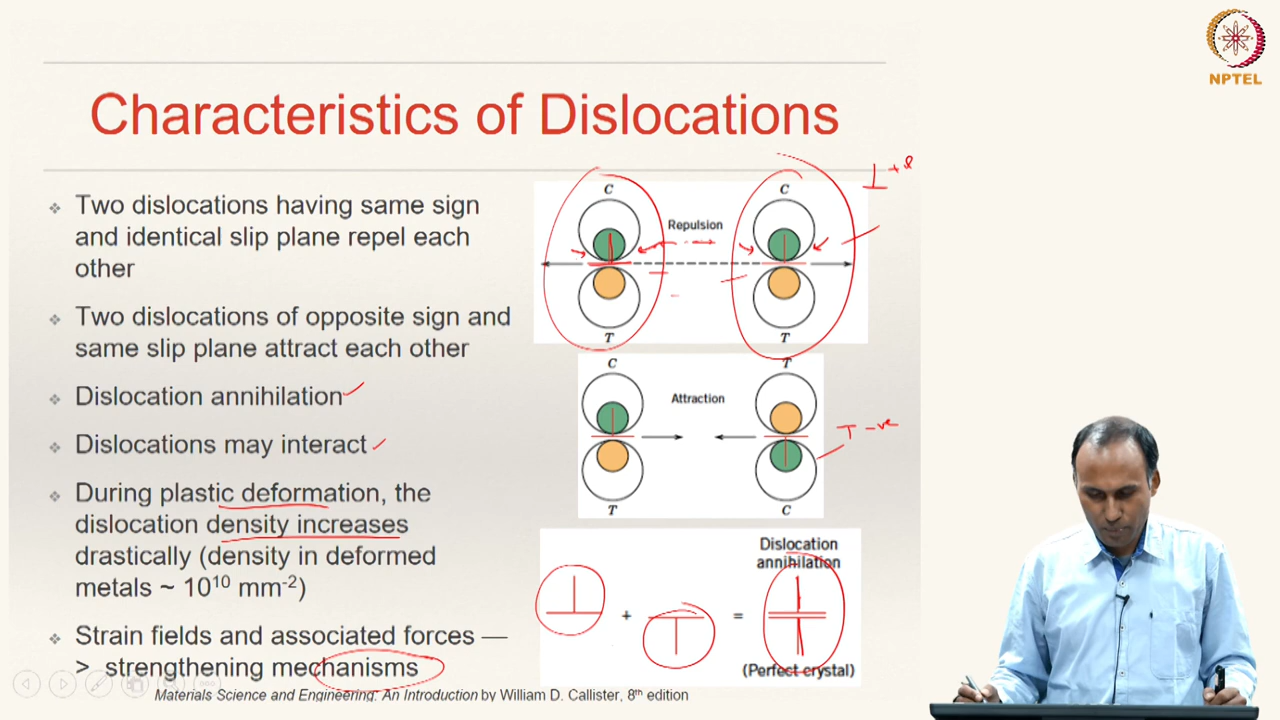 NPTEL
Characteristics of Dislocations
Two dislocations having same sign
and identical slip plane repel each
other
Two dislocations of opposite sign and
same slip plane attract each other
Dislocation annihilation
Dislocations may interact
During plastic deformation, the
dislocation density increases
drastically (density in deformed
metals ~ 10¹⁰ mm⁻²)
Strain fields and associated forces —
> strengthening mechanisms
C
C
Repulsion
T
T
⊥ +
C
T
Attraction
T
C
T -ve
Dislocation
annihilation
⊥ + T =
(Perfect crystal)
Materials Science and Engineering: An Introduction by William D. Callister, 8th edition